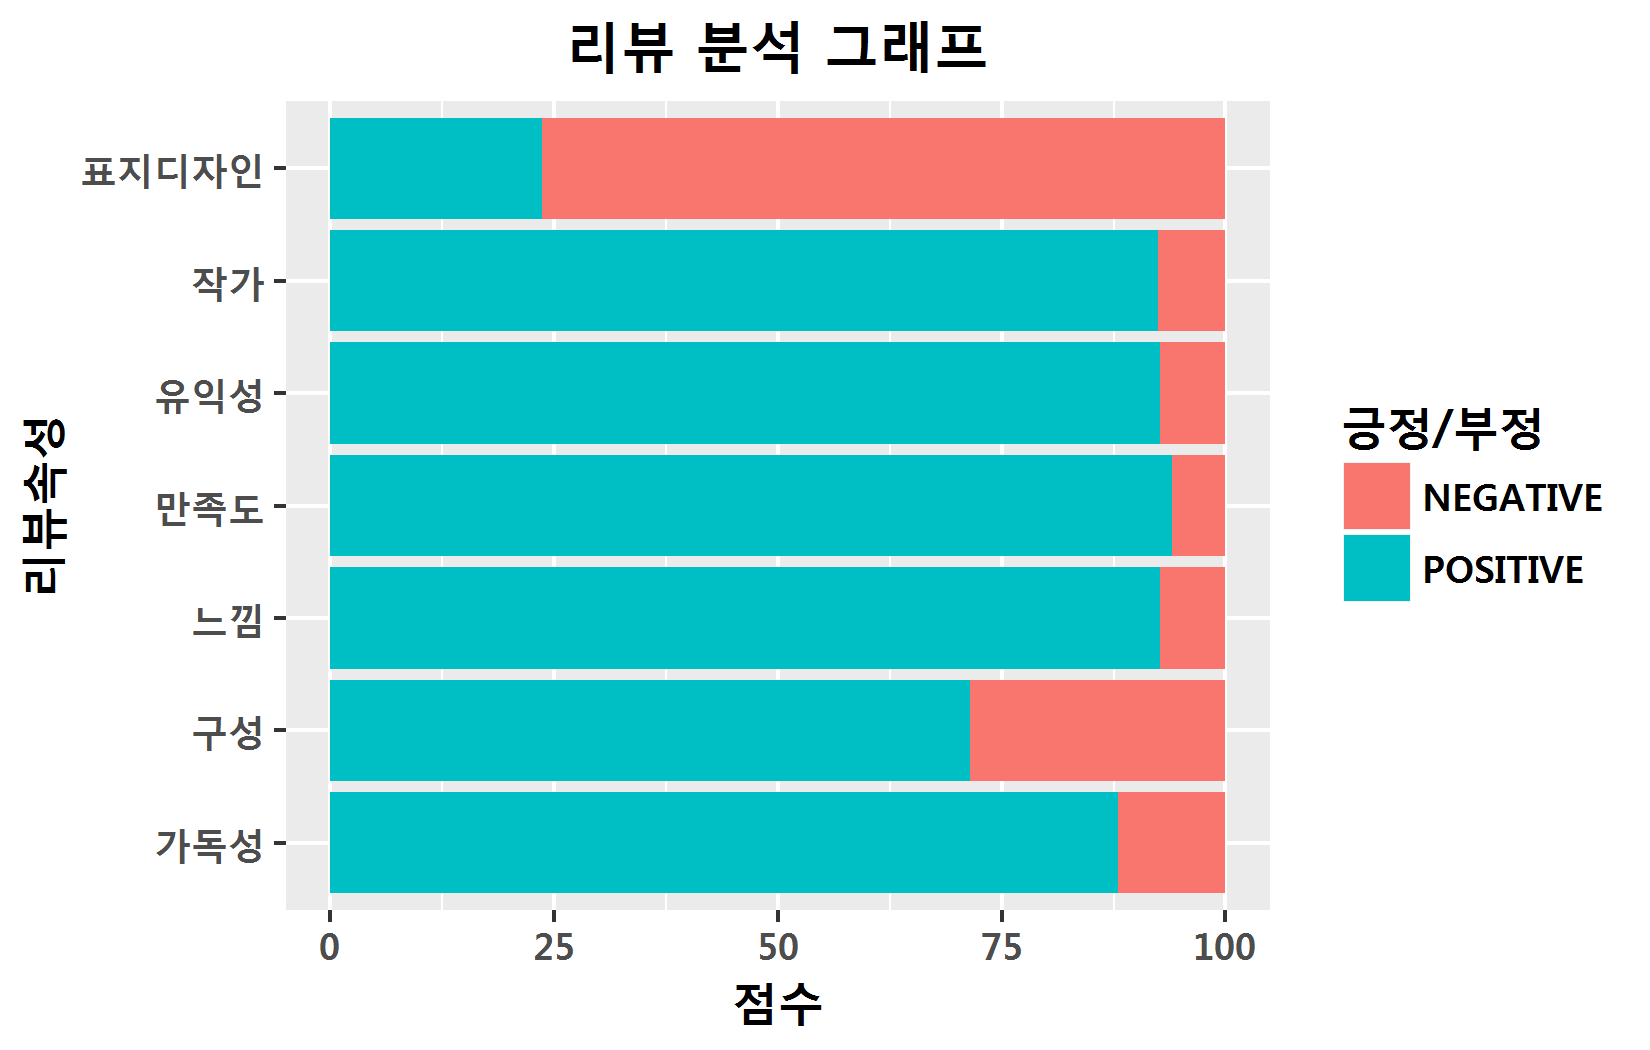 리뷰 분석 그래프
리뷰속성
표지디자인
작가
유익성
만족도
느낌
구성
가독성
0 25 50 75 100
점수
긍정/부정
NEGATIVE
POSITIVE